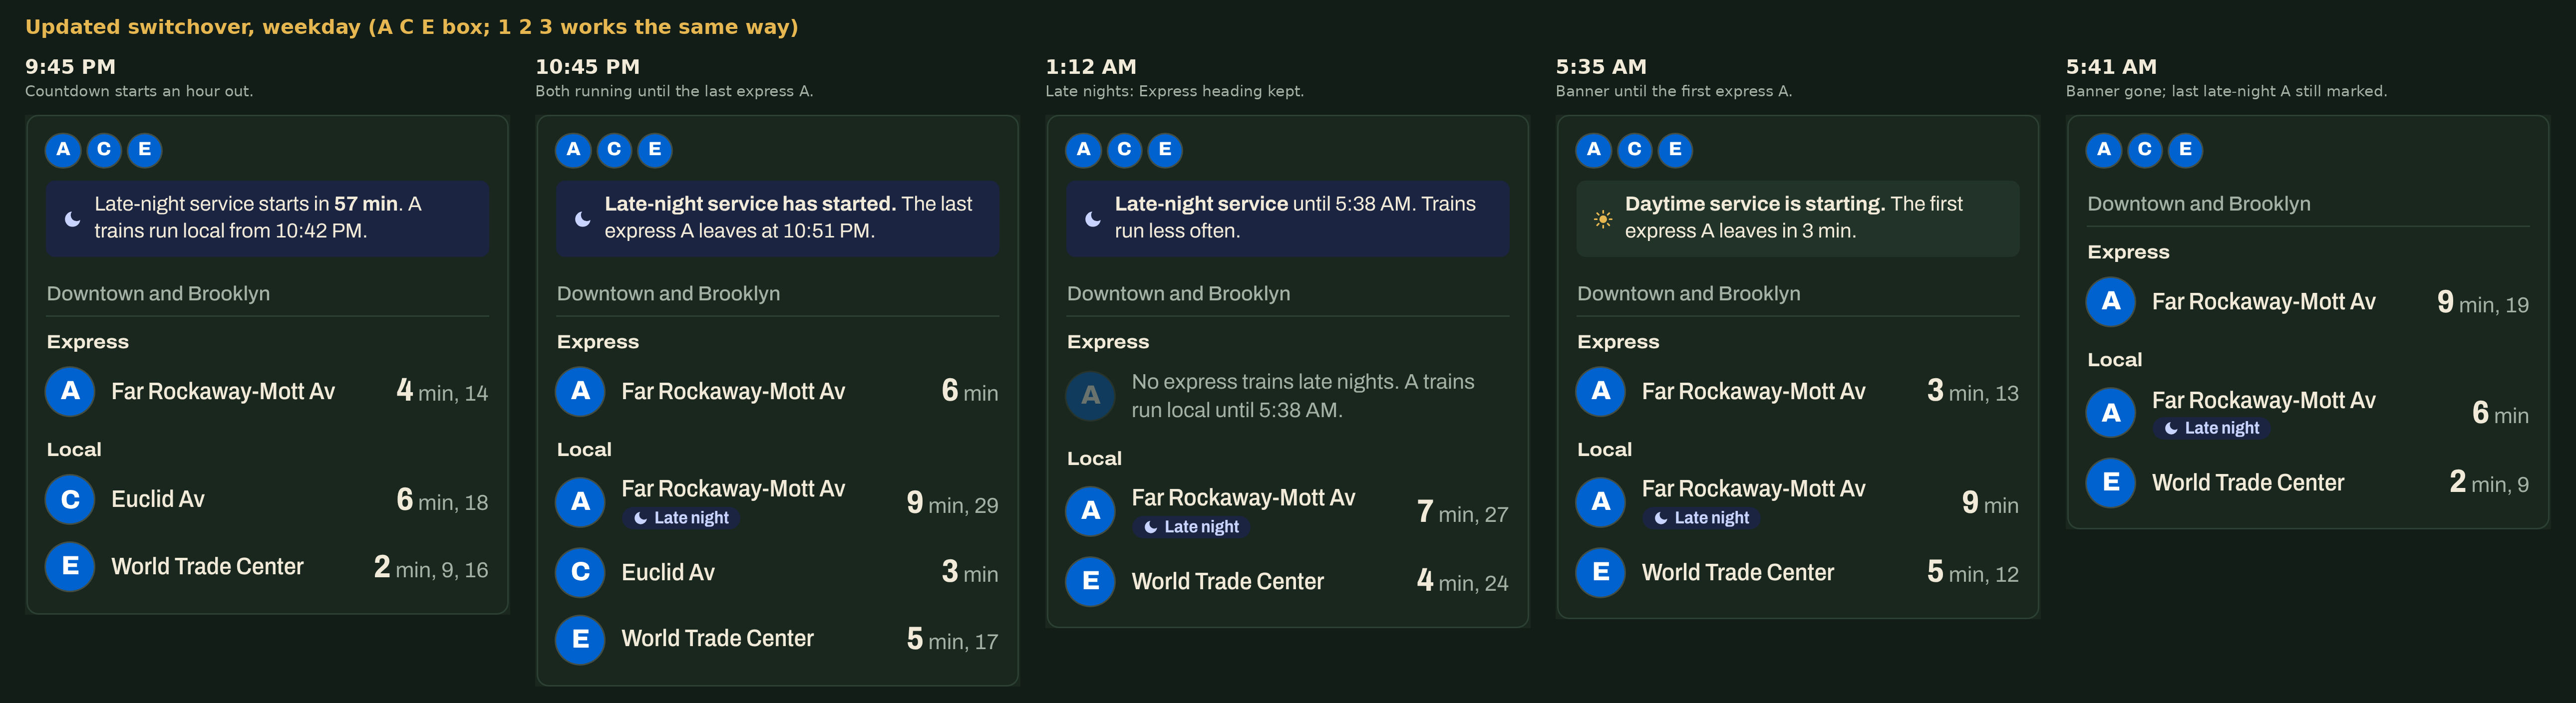 Updated switchover, weekday (A C E box; 1 2 3 works the same way)
9:45 PM
Countdown starts an hour out.
A C E
Late-night service starts in 57 min. A
trains run local from 10:42 PM.
Downtown and Brooklyn
Express
A Far Rockaway-Mott Av 4 min, 14
Local
C Euclid Av 6 min, 18
E World Trade Center 2 min, 9, 16
10:45 PM
Both running until the last express A.
A C E
Late-night service has started. The last
express A leaves at 10:51 PM.
Downtown and Brooklyn
Express
A Far Rockaway-Mott Av 6 min
Local
A Far Rockaway-Mott Av 9 min, 29
Late night
C Euclid Av 3 min
E World Trade Center 5 min, 17
1:12 AM
Late nights: Express heading kept.
A C E
Late-night service until 5:38 AM. Trains
run less often.
Downtown and Brooklyn
Express
A No express trains late nights. A trains
run local until 5:38 AM.
Local
A Far Rockaway-Mott Av 7 min, 27
Late night
E World Trade Center 4 min, 24
5:35 AM
Banner until the first express A.
A C E
Daytime service is starting. The first
express A leaves in 3 min.
Downtown and Brooklyn
Express
A Far Rockaway-Mott Av 3 min, 13
Local
A Far Rockaway-Mott Av 9 min
Late night
E World Trade Center 5 min, 12
5:41 AM
Banner gone; last late-night A still marked.
A C E
Downtown and Brooklyn
Express
A Far Rockaway-Mott Av 9 min, 19
Local
A Far Rockaway-Mott Av 6 min
Late night
E World Trade Center 2 min, 9